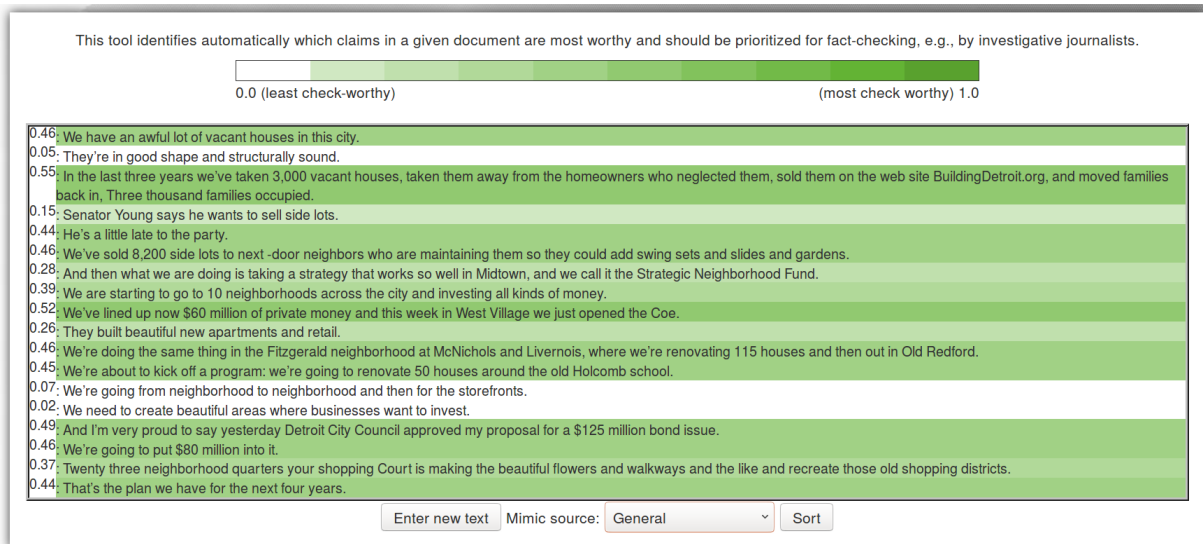 This tool identifies automatically which claims in a given document are most worthy and should be prioritized for fact-checking, e.g., by investigative journalists.
0.0 (least check-worthy) (most check worthy) 1.0
0.46: We have an awful lot of vacant houses in this city.
0.05: They're in good shape and structurally sound.
0.55: In the last three years we've taken 3,000 vacant houses, taken them away from the homeowners who neglected them, sold them on the web site BuildingDetroit.org, and moved families
back in, Three thousand families occupied.
0.15: Senator Young says he wants to sell side lots.
0.44: He's a little late to the party.
0.46: We've sold 8,200 side lots to next -door neighbors who are maintaining them so they could add swing sets and slides and gardens.
0.28: And then what we are doing is taking a strategy that works so well in Midtown, and we call it the Strategic Neighborhood Fund.
0.39: We are starting to go to 10 neighborhoods across the city and investing all kinds of money.
0.52: We've lined up now $60 million of private money and this week in West Village we just opened the Coe.
0.26: They built beautiful new apartments and retail.
0.46: We're doing the same thing in the Fitzgerald neighborhood at McNichols and Livernois, where we're renovating 115 houses and then out in Old Redford.
0.45: We're about to kick off a program: we're going to renovate 50 houses around the old Holcomb school.
0.07: We're going from neighborhood to neighborhood and then for the storefronts.
0.02: We need to create beautiful areas where businesses want to invest.
0.49: And I'm very proud to say yesterday Detroit City Council approved my proposal for a $125 million bond issue.
0.46: We're going to put $80 million into it.
0.37: Twenty three neighborhood quarters your shopping Court is making the beautiful flowers and walkways and the like and recreate those old shopping districts.
0.44: That's the plan we have for the next four years.
Enter new text Mimic source: General Sort